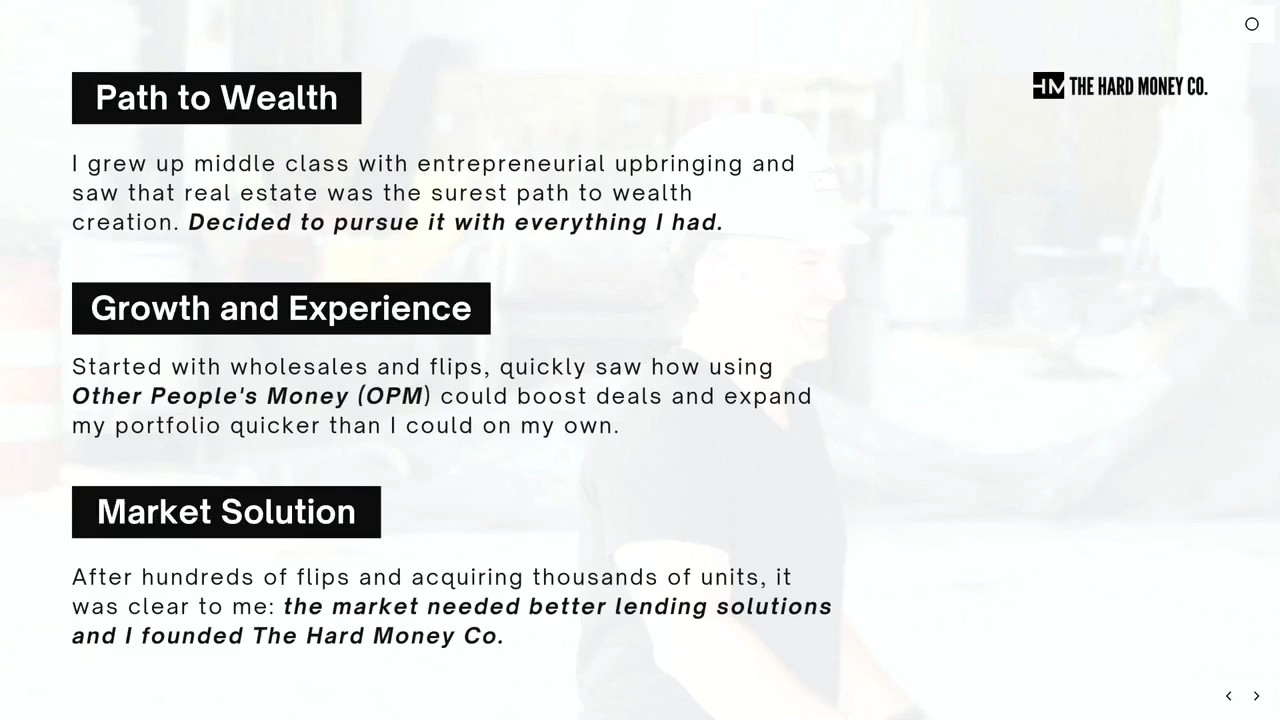 Path to Wealth
HM THE HARD MONEY CO.
I grew up middle class with entrepreneurial upbringing and
saw that real estate was the surest path to wealth
creation. Decided to pursue it with everything I had.
Growth and Experience
Started with wholesales and flips, quickly saw how using
Other People's Money (OPM) could boost deals and expand
my portfolio quicker than I could on my own.
Market Solution
After hundreds of flips and acquiring thousands of units, it
was clear to me: the market needed better lending solutions
and I founded The Hard Money Co.